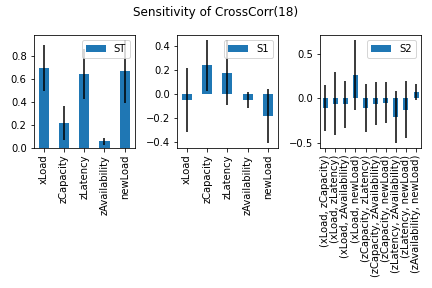 Sensitivity of CrossCorr(18)
ST
0.8
0.6
0.4
0.2
0.0
xLoad
zCapacity
zLatency
zAvailability
newLoad
S1
0.4
0.2
0.0
−0.2
−0.4
xLoad
zCapacity
zLatency
zAvailability
newLoad
S2
0.5
0.0
−0.5
(xLoad, zCapacity)
(xLoad, zLatency)
(xLoad, zAvailability)
(xLoad, newLoad)
(zCapacity, zLatency)
(zCapacity, zAvailability)
(zCapacity, newLoad)
(zLatency, zAvailability)
(zLatency, newLoad)
(zAvailability, newLoad)